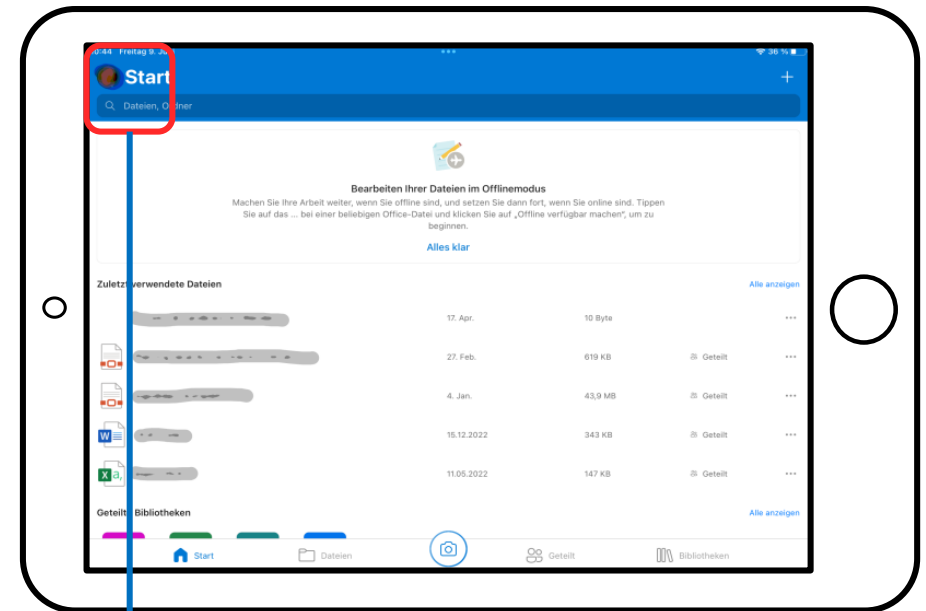 Freitag 9.
36 %
Start
Dateien, Ordner
Bearbeiten Ihrer Dateien im Offlinemodus
Machen Sie Ihre Arbeit weiter, wenn Sie offline sind, und setzen Sie dann fort, wenn Sie online sind. Tippen
Sie auf das ... bei einer beliebigen Office-Datei und klicken Sie auf „Offline verfügbar machen“, um zu
beginnen.
Alles klar
Zuletzt verwendete Dateien Alle anzeigen
17. Apr. 10 Byte
27. Feb. 619 KB Geteilt
4. Jan. 43,9 MB Geteilt
W 15.12.2022 343 KB Geteilt
X a, 11.05.2022 147 KB Geteilt
Geteilte Bibliotheken Alle anzeigen
Start Dateien Geteilt Bibliotheken